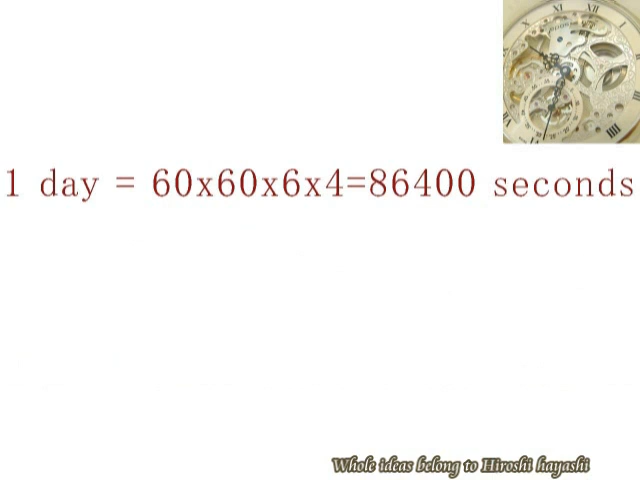 1 day = 60x60x6x4=86400 seconds
Whole ideas belong to Hiroshi hayashi